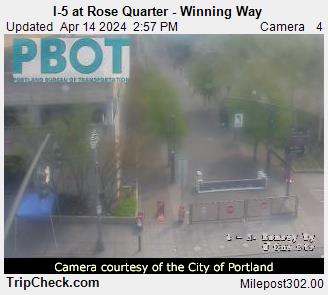 I-5 at Rose Quarter - Winning Way
Updated Apr 14 2024 2:57 PM Camera 4
PBOT
PORTLAND BUREAU OF TRANSPORTATION
Camera courtesy of the City of Portland
TripCheck.com Milepost302.00